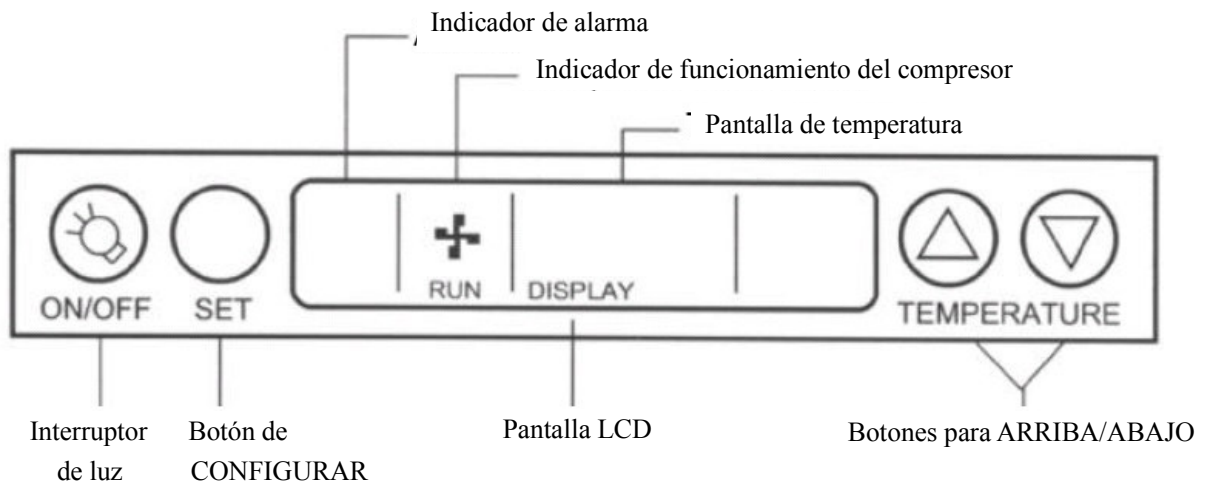 Indicador de alarma
Indicador de funcionamiento del compresor
Pantalla de temperatura
RUN
DISPLAY
ON/OFF
SET
TEMPERATURE
Interruptor
de luz
Botón de
CONFIGURAR
Pantalla LCD
Botones para ARRIBA/ABAJO